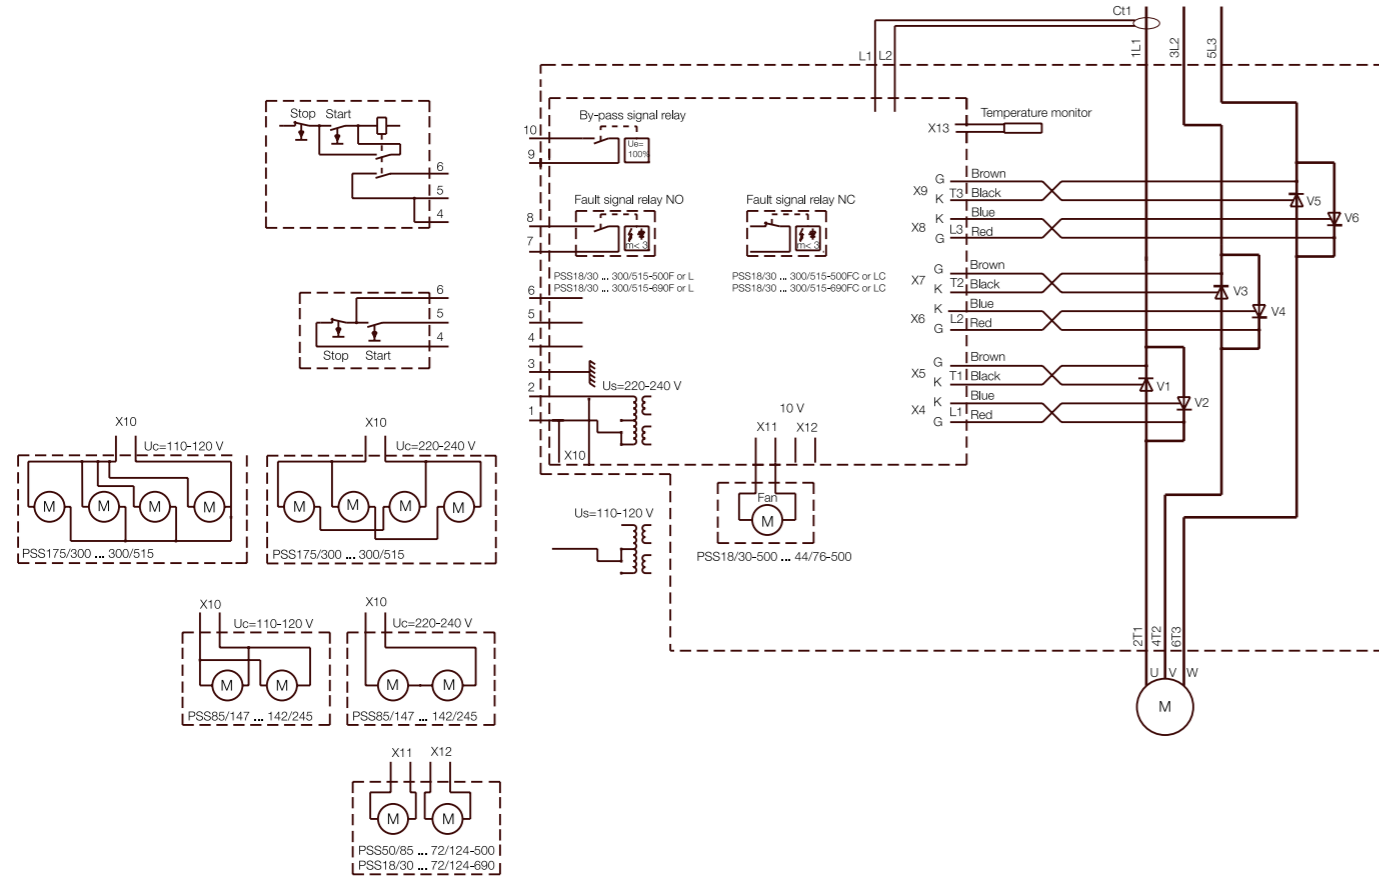 Ct1
1L1
3L2
5L3
L1 L2
Stop Start
6
5
4
By-pass signal relay
10
9
Ue=
100%
Temperature monitor
X13
Fault signal relay NO
8
7
m< 3
Fault signal relay NC
m< 3
PSS18/30 ... 300/515-500F or L
PSS18/30 ... 300/515-690F or L
PSS18/30 ... 300/515-500FC or LC
PSS18/30 ... 300/515-690FC or LC
X9
G
Brown
K
T3
Black
X8
K
Blue
G
L3
Red
V5
V6
X7
G
Brown
K
T2
Black
X6
K
Blue
G
L2
Red
V3
V4
X5
G
Brown
K
T1
Black
X4
K
Blue
G
L1
Red
V1
V2
6
5
4
Stop Start
6
5
4
3
2
1
Us=220-240 V
X10
10 V
X11 X12
Fan
M
PSS18/30-500 ... 44/76-500
Us=110-120 V
X10
Uc=110-120 V
M M M M
PSS175/300 ... 300/515
X10
Uc=220-240 V
M M M M
PSS175/300 ... 300/515
X10
Uc=110-120 V
M M
PSS85/147 ... 142/245
X10
Uc=220-240 V
M M
PSS85/147 ... 142/245
X11 X12
M M
PSS50/85 ... 72/124-500
PSS18/30 ... 72/124-690
2T1
4T2
6T3
U V W
M